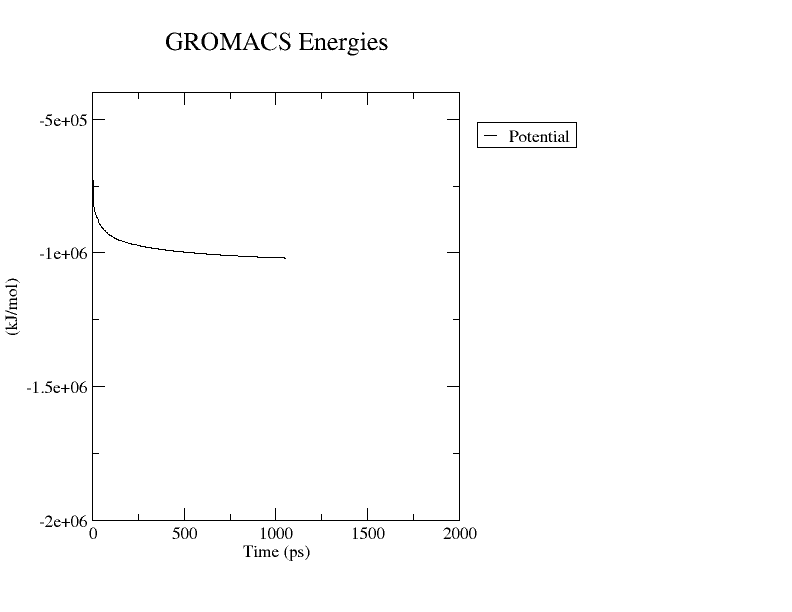 GROMACS Energies
-5e+05
Potential
-1e+06
(kJ/mol)
-1.5e+06
-2e+06
0 500 1000 1500 2000
Time (ps)